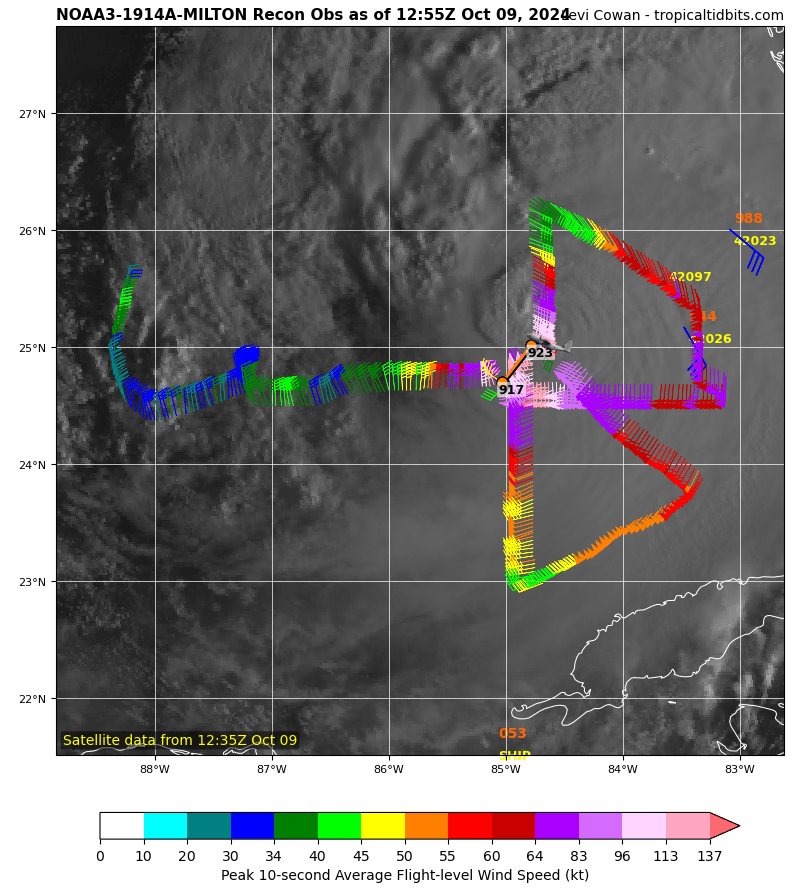 NOAA3-1914A-MILTON Recon Obs as of 12:55Z Oct 09, 2024
Levi Cowan - tropicaltidbits.com
27°N
26°N
25°N
24°N
23°N
22°N
988
42023
42097
44
42026
923
917
053
SHIP
Satellite data from 12:35Z Oct 09
88°W 87°W 86°W 85°W 84°W 83°W
0 10 20 30 34 40 45 50 55 60 64 83 96 113 137
Peak 10-second Average Flight-level Wind Speed (kt)